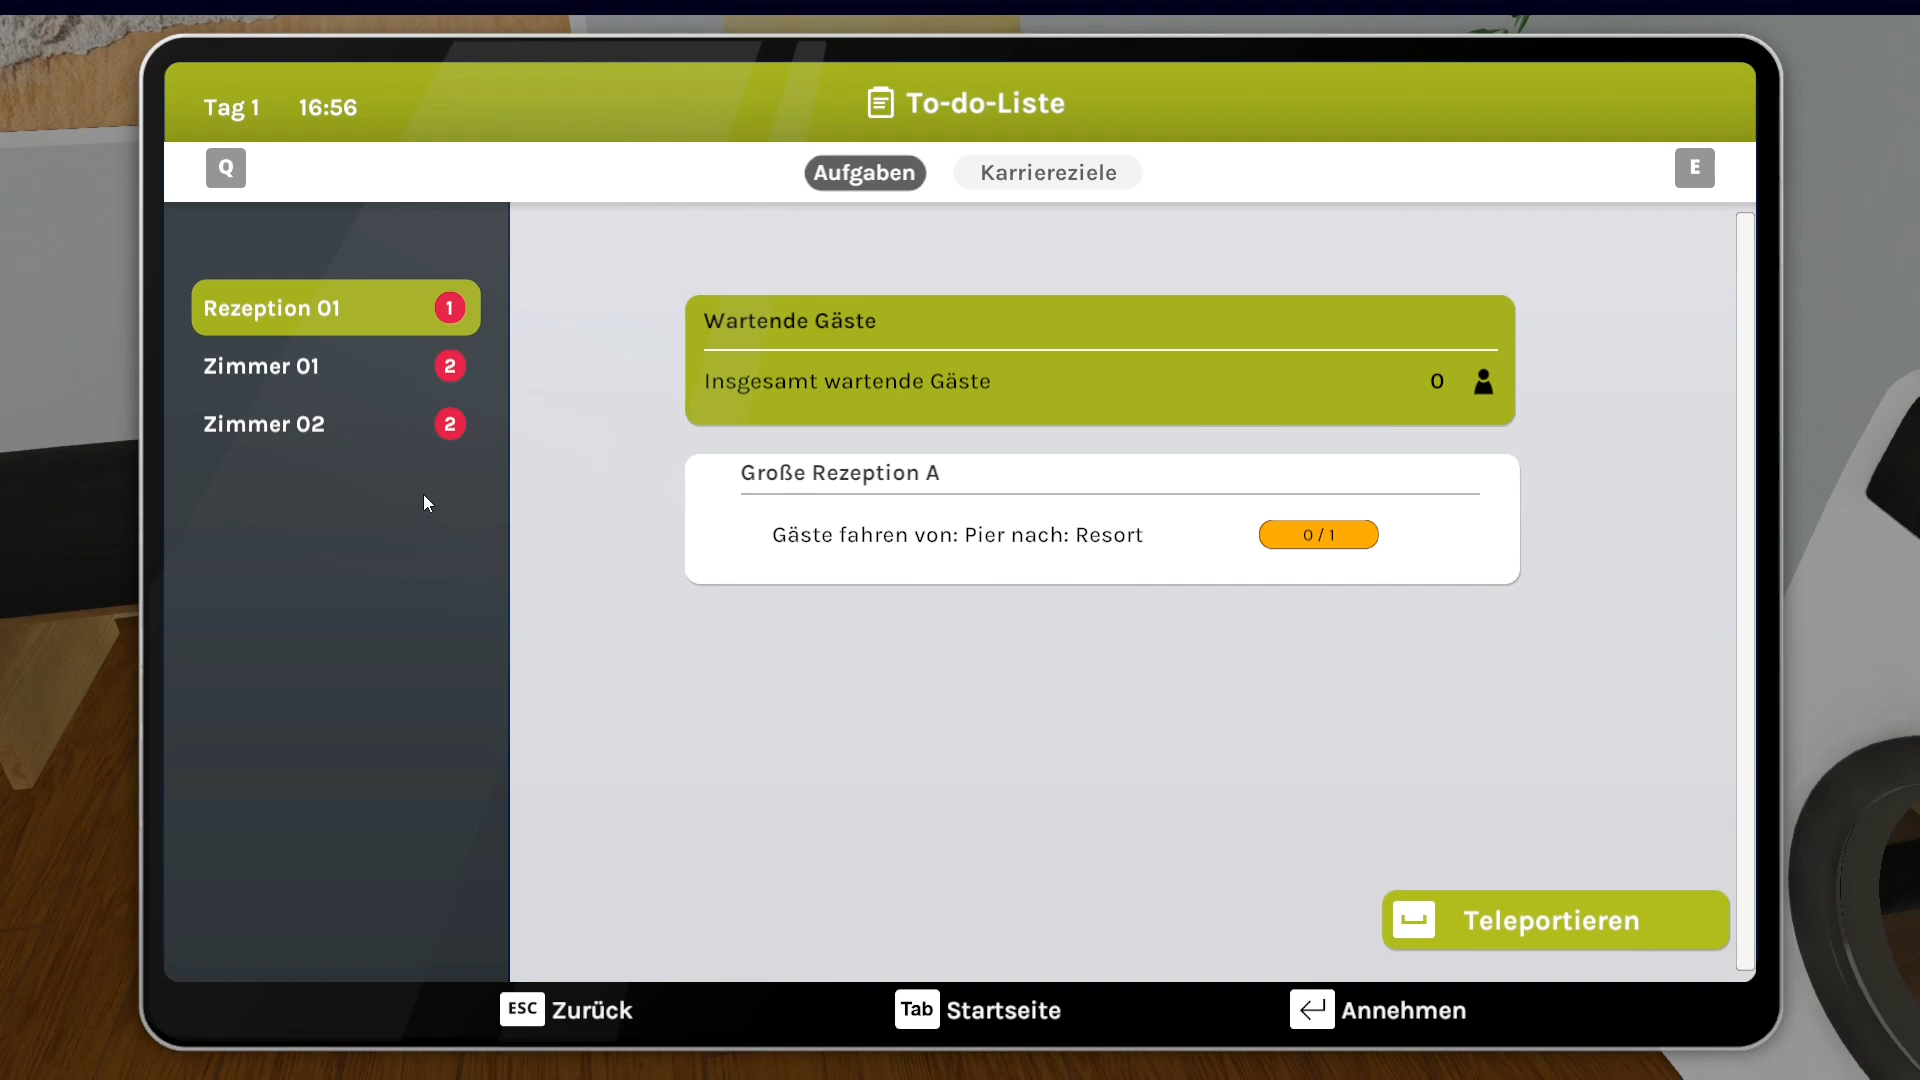 Tag 1 16:56
To-do-Liste
Q
Aufgaben
Karriereziele
E
Rezeption 01 1
Zimmer 01 2
Zimmer 02 2
Wartende Gäste
Insgesamt wartende Gäste 0
Große Rezeption A
Gäste fahren von: Pier nach: Resort 0 / 1
Teleportieren
ESC Zurück
Tab Startseite
Annehmen